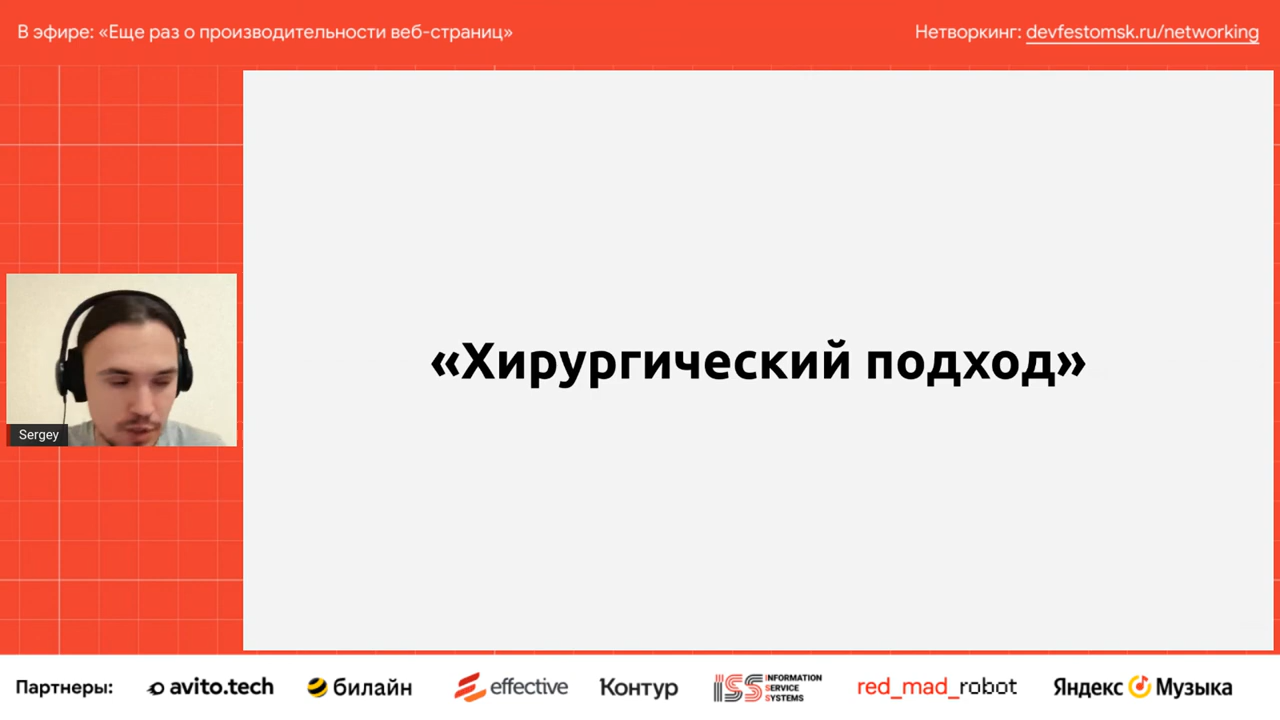 В эфире: «Еще раз о производительности веб-страниц»
Нетворкинг: devfestomsk.ru/networking
«Хирургический подход»
Sergey
Партнеры:
avito.tech
билайн
effective
Контур
ISS INFORMATION
SERVICE
SYSTEMS
red_mad_robot
Яндекс Музыка